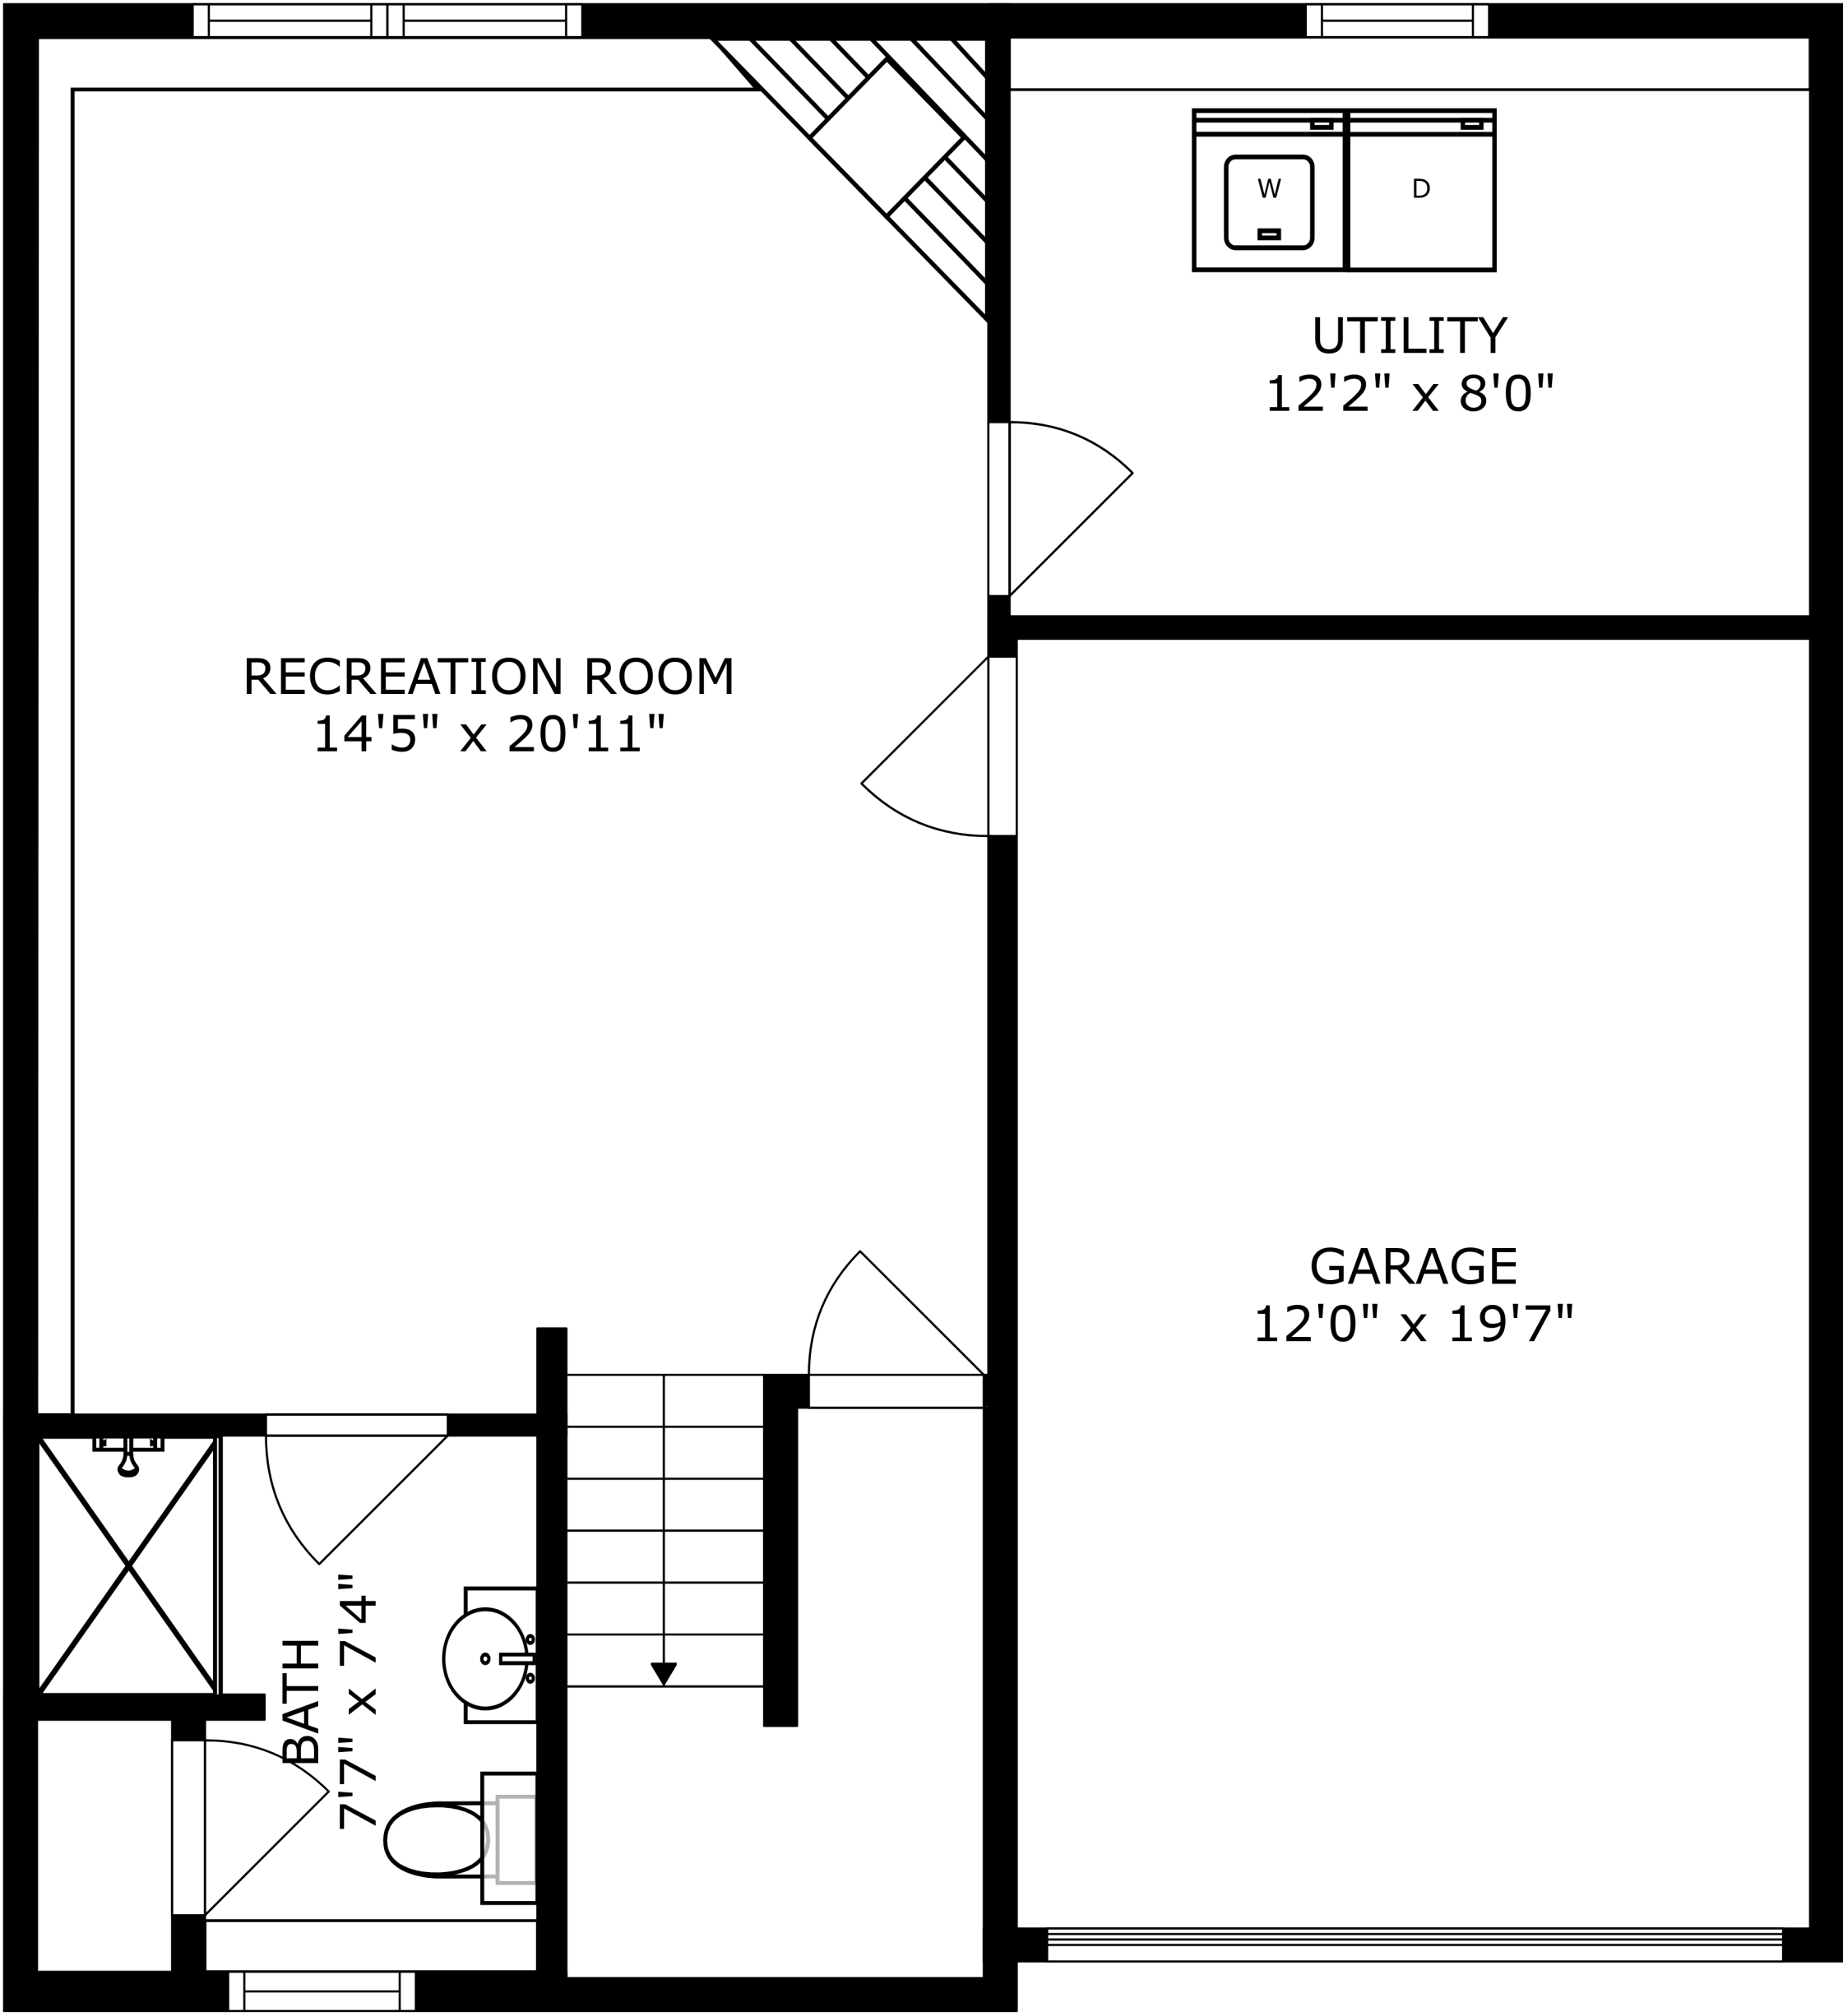 W
D
UTILITY
12'2" x 8'0"
RECREATION ROOM
14'5" x 20'11"
GARAGE
12'0" x 19'7"
BATH
7'7" x 7'4"